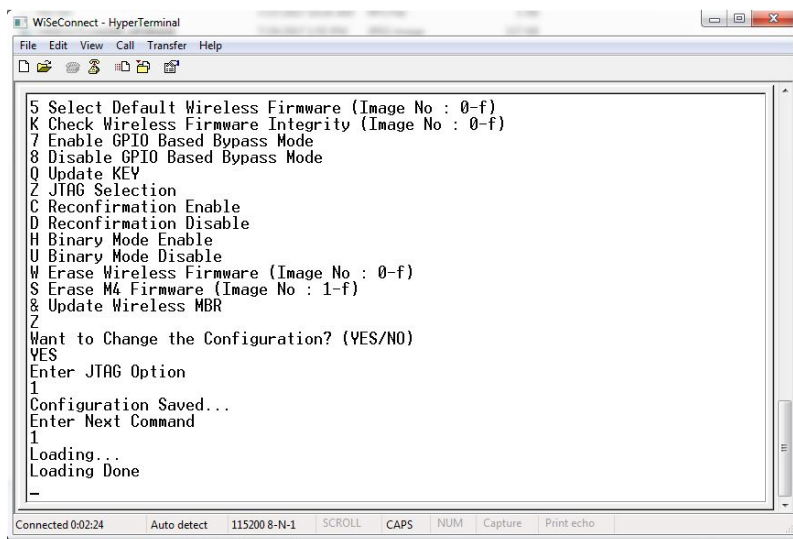 WiSeConnect - HyperTerminal
File Edit View Call Transfer Help
5 Select Default Wireless Firmware (Image No : 0-f)
K Check Wireless Firmware Integrity (Image No : 0-f)
7 Enable GPIO Based Bypass Mode
8 Disable GPIO Based Bypass Mode
Q Update KEY
Z JTAG Selection
C Reconfirmation Enable
D Reconfirmation Disable
H Binary Mode Enable
U Binary Mode Disable
W Erase Wireless Firmware (Image No : 0-f)
S Erase M4 Firmware (Image No : 1-f)
& Update Wireless MBR
Z
Want to Change the Configuration? (YES/NO)
YES
Enter JTAG Option
1
Configuration Saved...
Enter Next Command
1
Loading...
Loading Done
_
Connected 0:02:24 Auto detect 115200 8-N-1 SCROLL CAPS NUM Capture Print echo